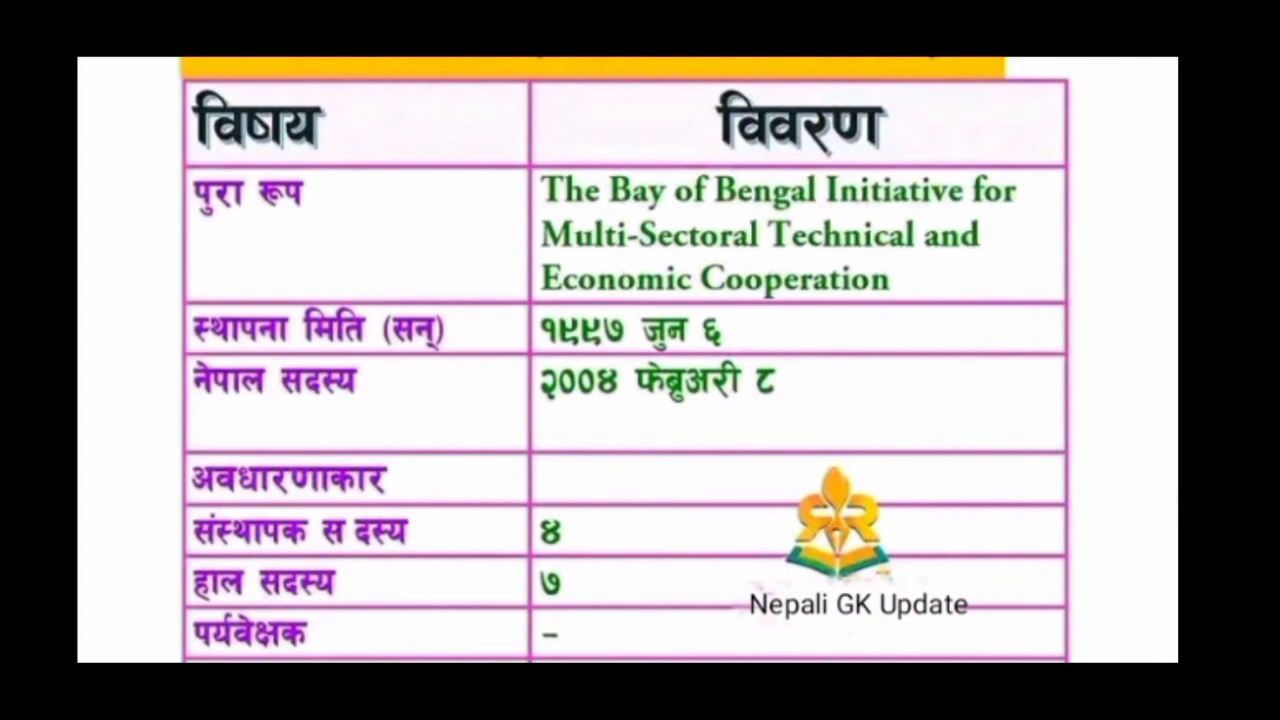 विषय विवरण
पुरा रूप The Bay of Bengal Initiative for
Multi-Sectoral Technical and
Economic Cooperation
स्थापना मिति (सन्) १९९७ जुन ६
नेपाल सदस्य २००४ फेब्रुअरी ८
अवधारणाकार
संस्थापक स दस्य ४
हाल सदस्य ७
Nepali GK Update
पर्यवेक्षक –